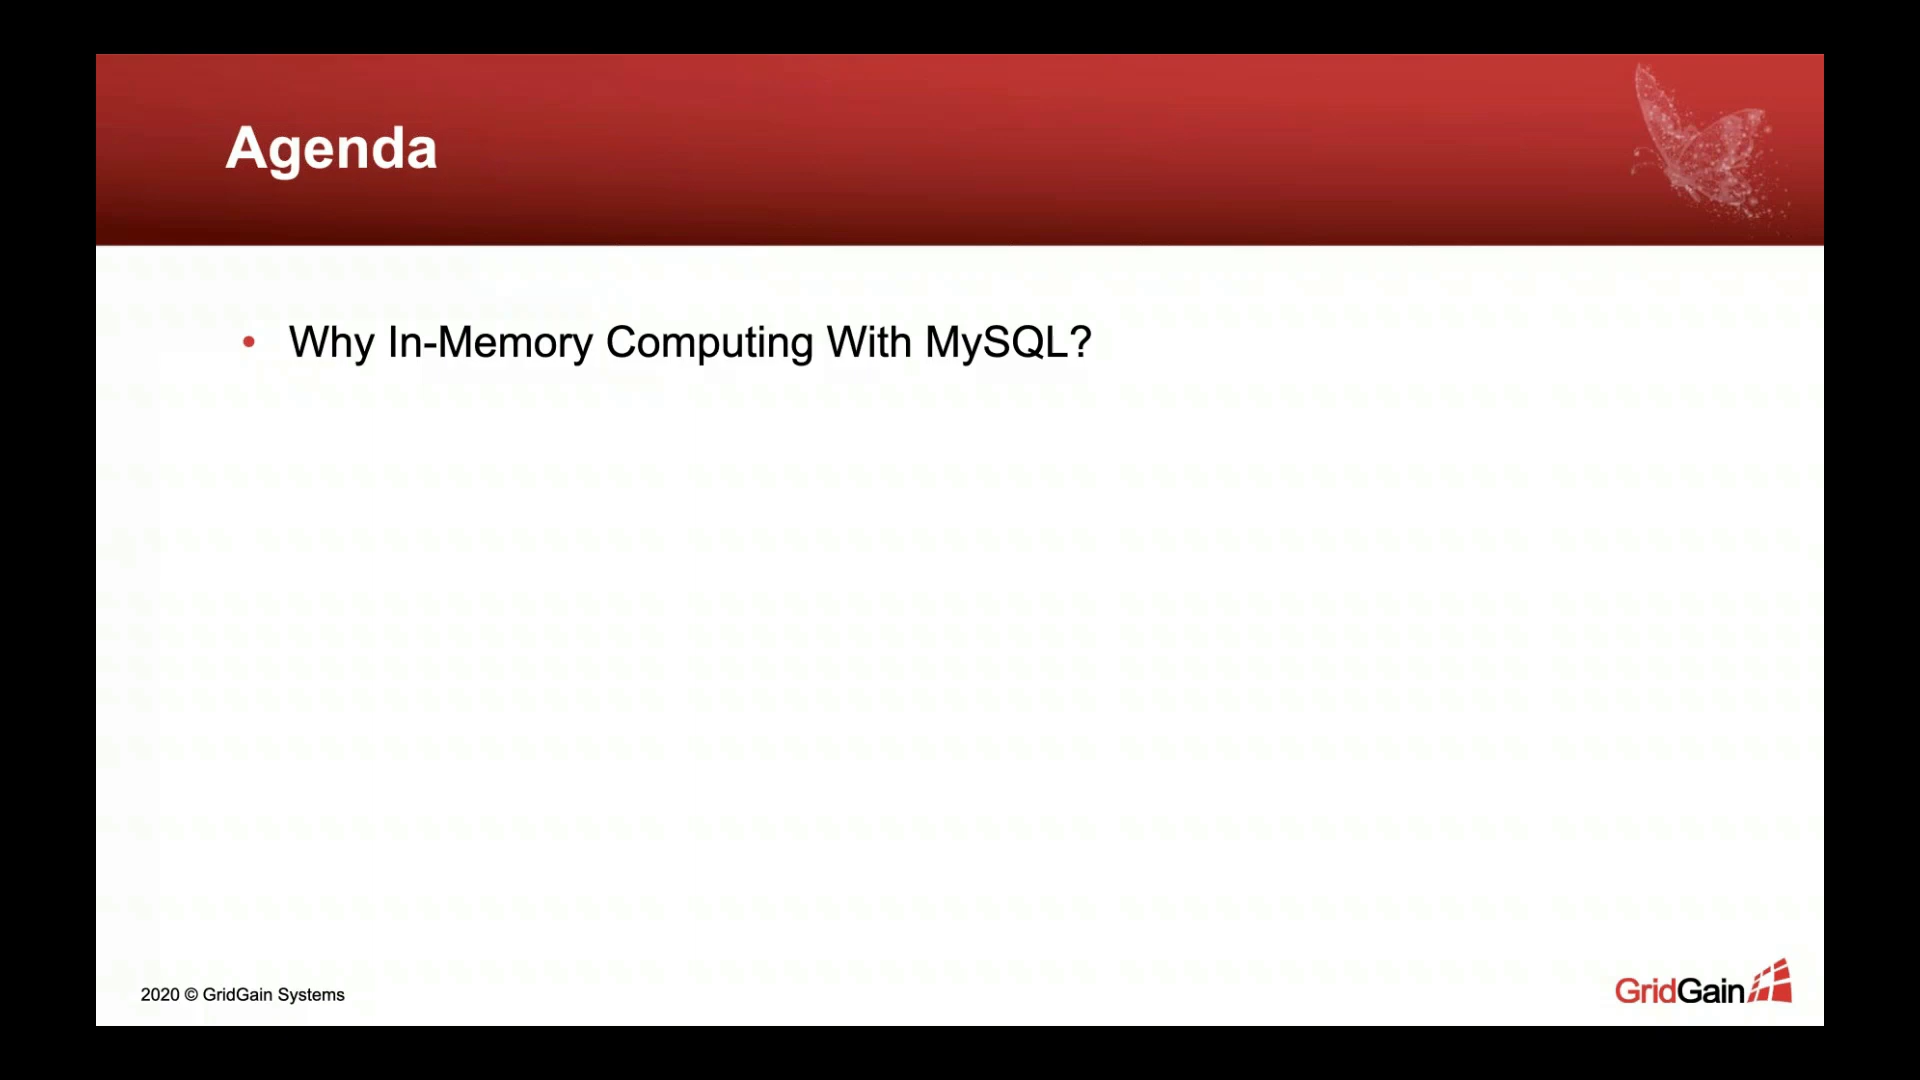 Agenda
• Why In-Memory Computing With MySQL?
2020 © GridGain Systems
GridGain